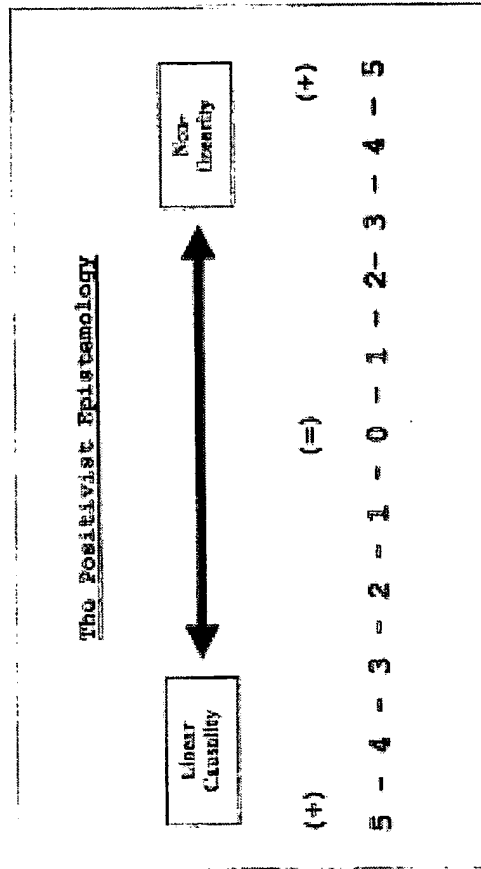 The Positivist Epistemology
Linear
Causality
Non-
linearity
(+) (=) (+)
5 - 4 - 3 - 2 - 1 - 0 - 1 - 2 - 3 - 4 - 5